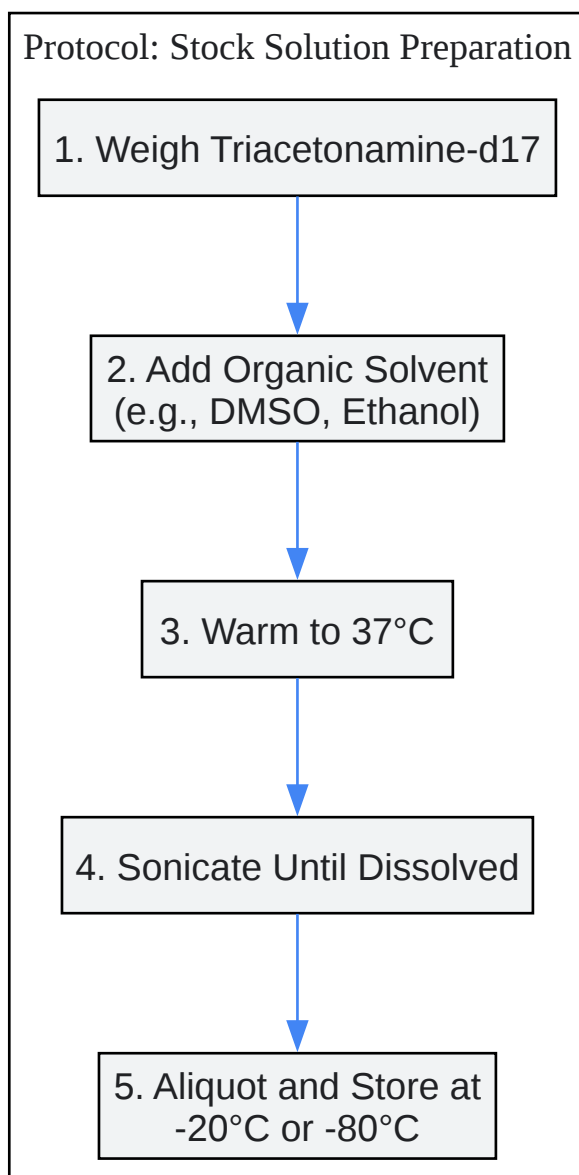 Protocol: Stock Solution Preparation
1. Weigh Triacetonamine-d17
2. Add Organic Solvent
(e.g., DMSO, Ethanol)
3. Warm to 37°C
4. Sonicate Until Dissolved
5. Aliquot and Store at
-20°C or -80°C